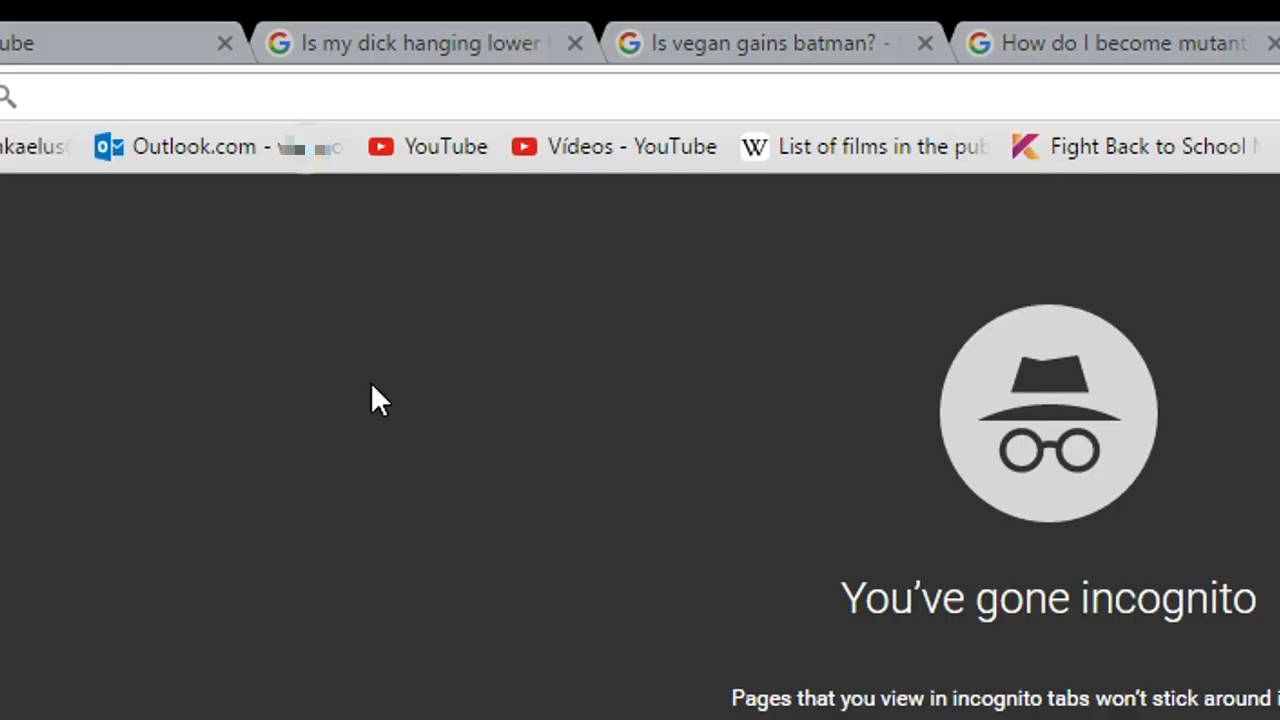 ube Is my dick hanging lower Is vegan gains batman? - How do I become mutant
kaelus Outlook.com - YouTube Vídeos - YouTube List of films in the pub Fight Back to School
You've gone incognito
Pages that you view in incognito tabs won't stick around